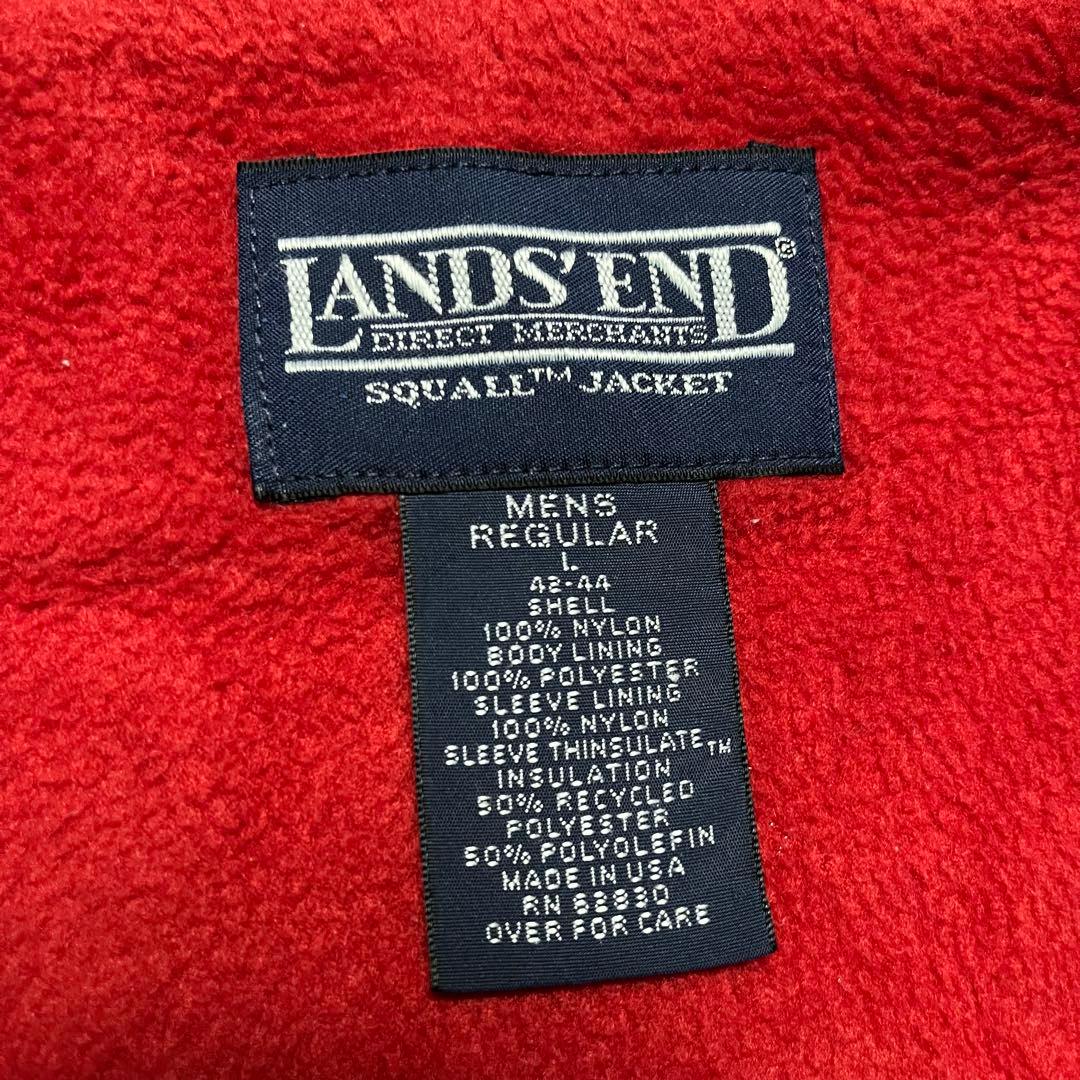 LANDS' END®
DIRECT MERCHANTS
SQUALL™ JACKET
MENS
REGULAR
L
42-44
SHELL
100% NYLON
BODY LINING
100% POLYESTER
SLEEVE LINING
100% NYLON
SLEEVE THINSULATE™
INSULATION
50% RECYCLED
POLYESTER
50% POLYOLEFIN
MADE IN USA
RN 62830
OVER FOR CARE